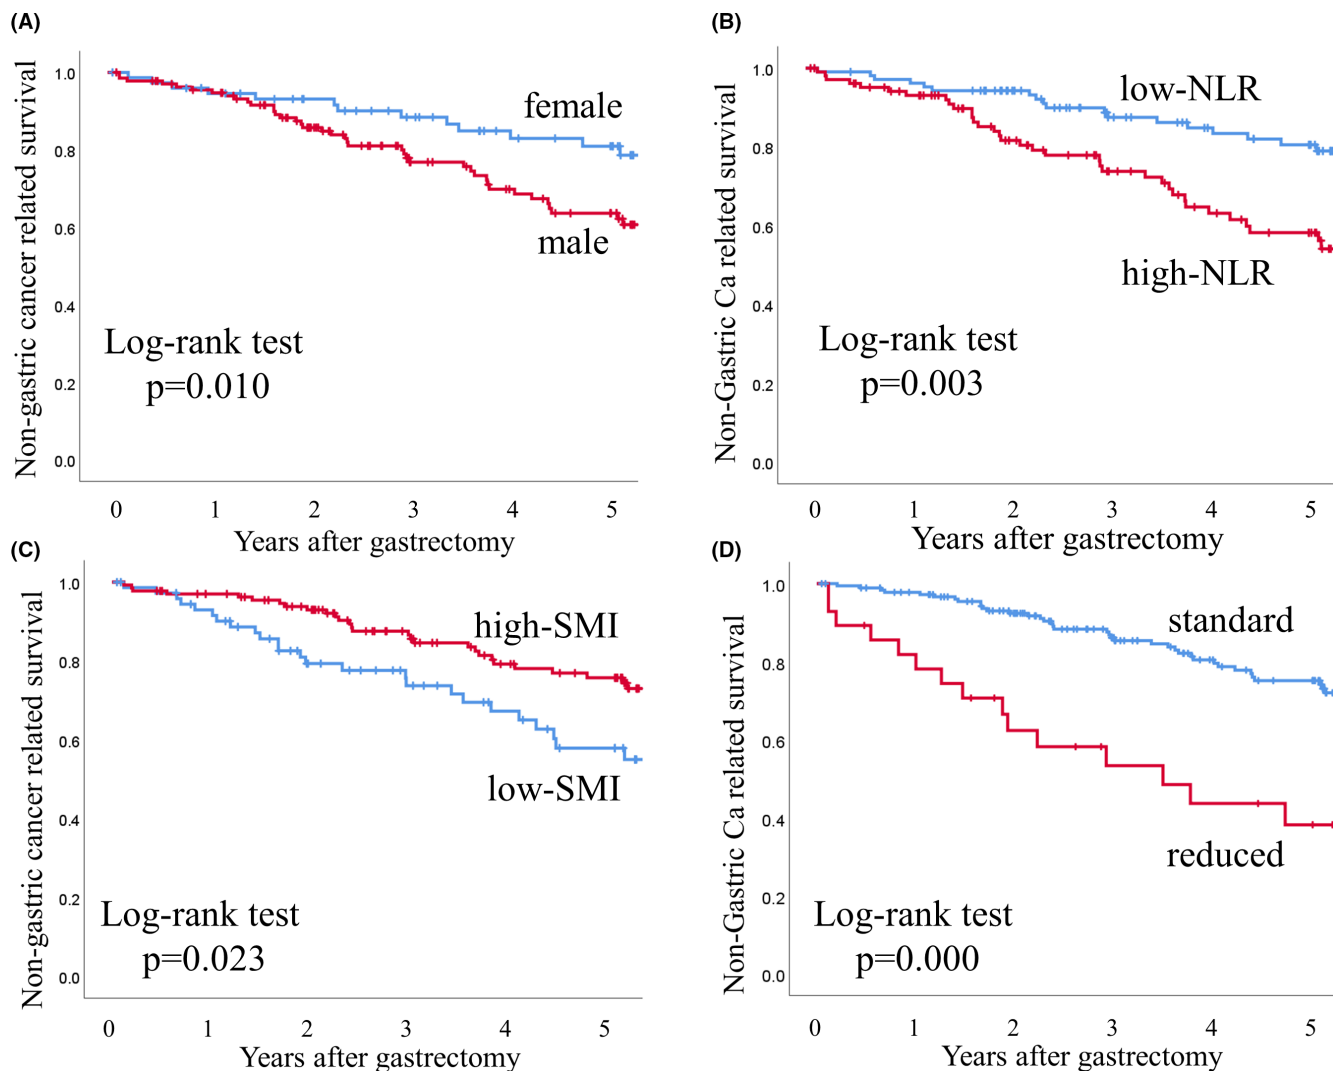 (A)
Non-gastric cancer related survival
1.0
0.8
0.6
0.4
0.2
0.0
female
male
Log-rank test
p=0.010
0 1 2 3 4 5
Years after gastrectomy
(B)
Non-Gastric Ca related survival
1.0
0.8
0.6
0.4
0.2
0.0
low-NLR
high-NLR
Log-rank test
p=0.003
0 1 2 3 4 5
Years after gastrectomy
(C)
Non-gastric cancer related survival
1.0
0.8
0.6
0.4
0.2
0.0
high-SMI
low-SMI
Log-rank test
p=0.023
0 1 2 3 4 5
Years after gastrectomy
(D)
Non-Gastric Ca related survival
1.0
0.8
0.6
0.4
0.2
0.0
standard
reduced
Log-rank test
p=0.000
0 1 2 3 4 5
Years after gastrectomy